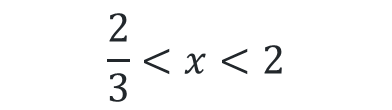 2/3 < x < 2